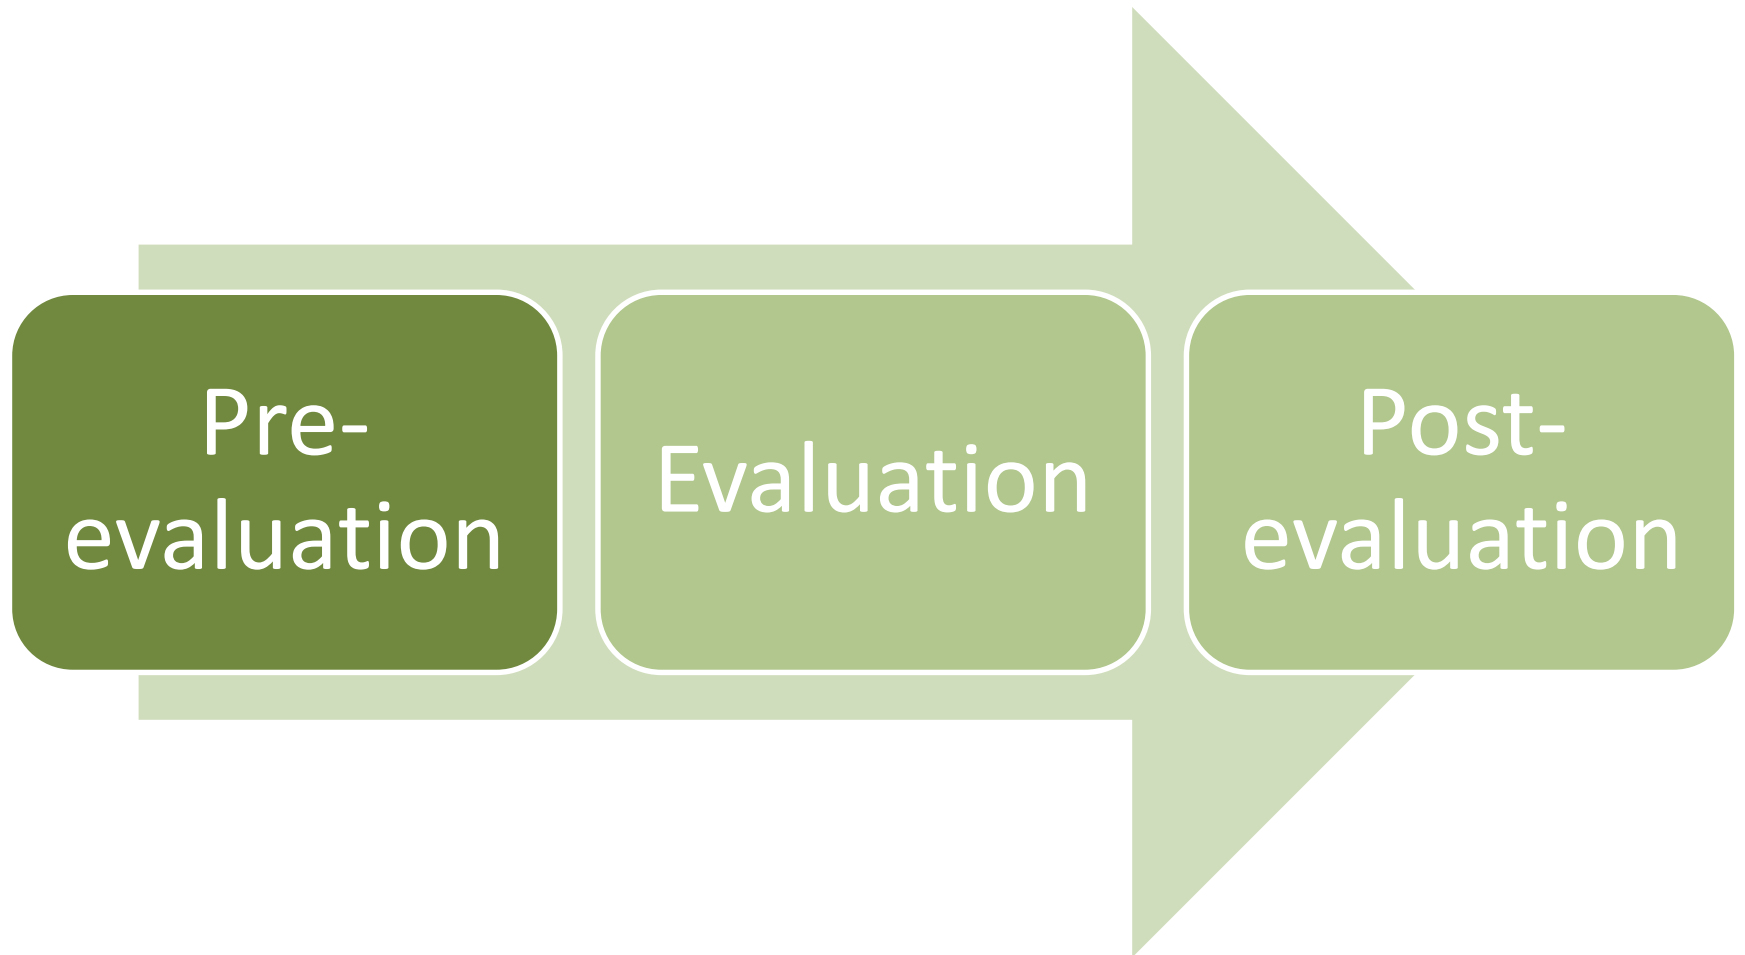 Pre-
evaluation
Evaluation
Post-
evaluation